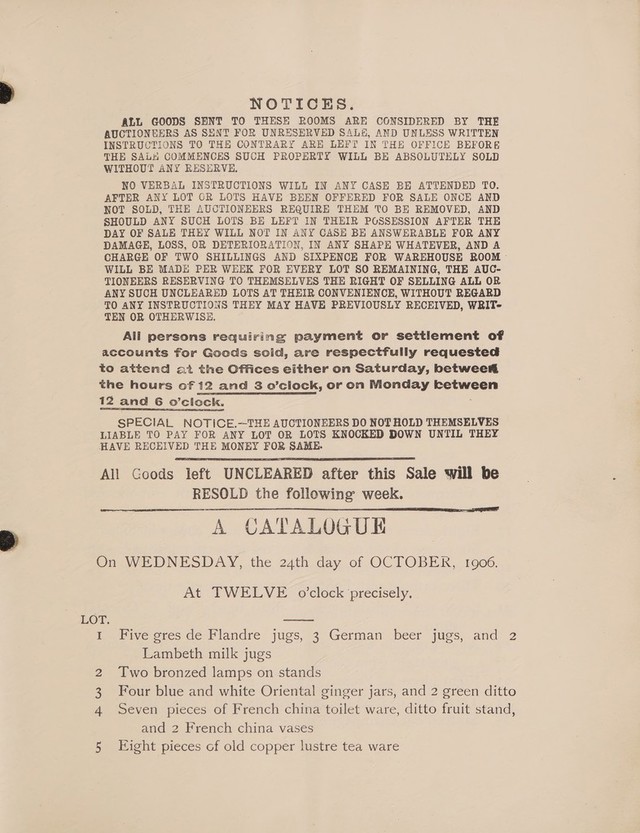 NOTICES.
ALL GOODS SENT TO THESE ROOMS ARE CONSIDERED BY THE
AUCTIONEERS AS SENT FOR UNRESERVED SALE, AND UNLESS WRITTEN
INSTRUCTIONS TO THE CONTRARY ARE LEFT IN THE OFFICE BEFORE
THE SALE COMMENCES SUCH PROPERTY WILL BE ABSOLUTELY SOLD
WITHOUT ANY RESERVE.
NO VERBAL INSTRUCTIONS WILL IN ANY CASE BE ATTENDED TO.
AFTER ANY LOT OR LOTS HAVE BEEN OFFERED FOR SALE ONCE AND
NOT SOLD, THE AUCTIONEERS REQUIRE THEM TO BE REMOVED, AND
SHOULD ANY SUCH LOTS BE LEFT IN THEIR POSSESSION AFTER THE
DAY OF SALE THEY WILL NOT IN ANY CASE BE ANSWERABLE FOR ANY
DAMAGE, LOSS, OR DETERIORATION, IN ANY SHAPE WHATEVER, AND A
CHARGE OF TWO SHILLINGS AND SIXPENCE FOR WAREHOUSE ROOM
WILL BE MADE PER WEEK FOR EVERY LOT SO REMAINING, THE AUC-
TIONEERS RESERVING TO THEMSELVES THE RIGHT OF SELLING ALL OR
ANY SUCH UNCLEARED LOTS AT THEIR CONVENIENCE, WITHOUT REGARD
TO ANY INSTRUCTIONS THEY MAY HAVE PREVIOUSLY RECEIVED, WRIT-
TEN OR OTHERWISE.
All persons requiring payment or settlement of
accounts for Goods sold, are respectfully requested
to attend at the Offices either on Saturday, between
the hours of 12 and 3 o'clock, or on Monday between
12 and 6 o'clock.
SPECIAL NOTICE.—THE AUCTIONEERS DO NOT HOLD THEMSELVES
LIABLE TO PAY FOR ANY LOT OR LOTS KNOCKED DOWN UNTIL THEY
HAVE RECEIVED THE MONEY FOR SAME.
All Goods left UNCLEARED after this Sale will be
RESOLD the following week.
A CATALOGUE
On WEDNESDAY, the 24th day of OCTOBER, 1906.
At TWELVE o'clock precisely.
LOT.
1 Five gres de Flandre jugs, 3 German beer jugs, and 2
Lambeth milk jugs
2 Two bronzed lamps on stands
3 Four blue and white Oriental ginger jars, and 2 green ditto
4 Seven pieces of French china toilet ware, ditto fruit stand,
and 2 French china vases
5 Eight pieces of old copper lustre tea ware